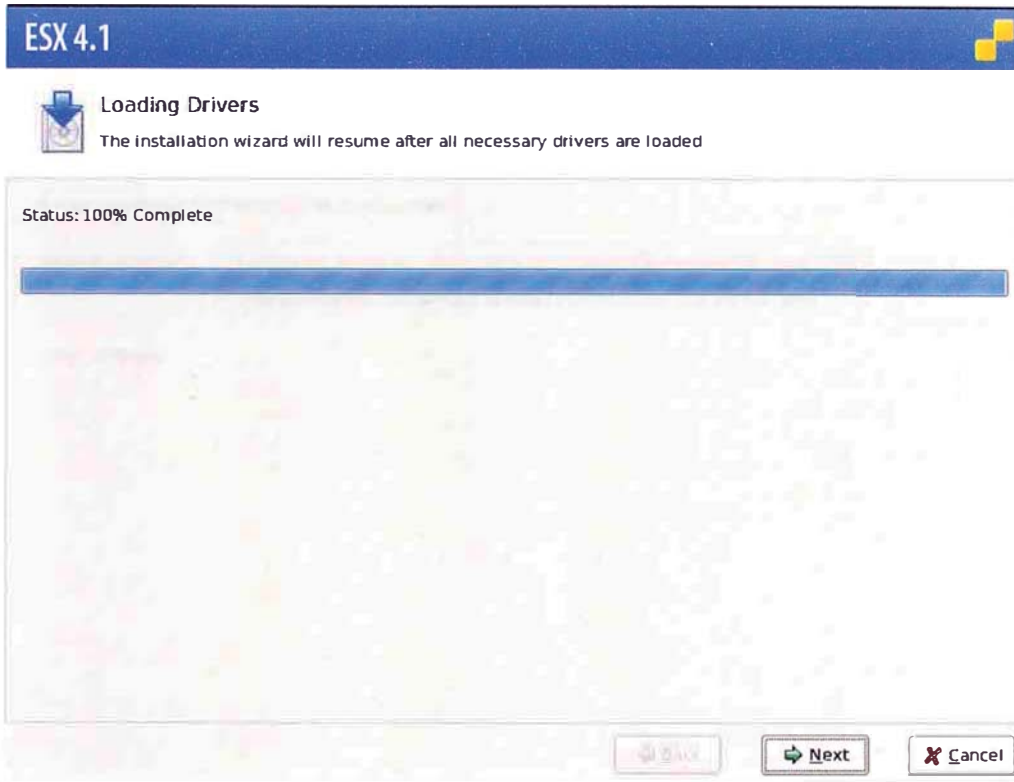 ESX 4.1
Loading Drivers
The installation wizard will resume after all necessary drivers are loaded
Status: 100% Complete
Back
Next
Cancel